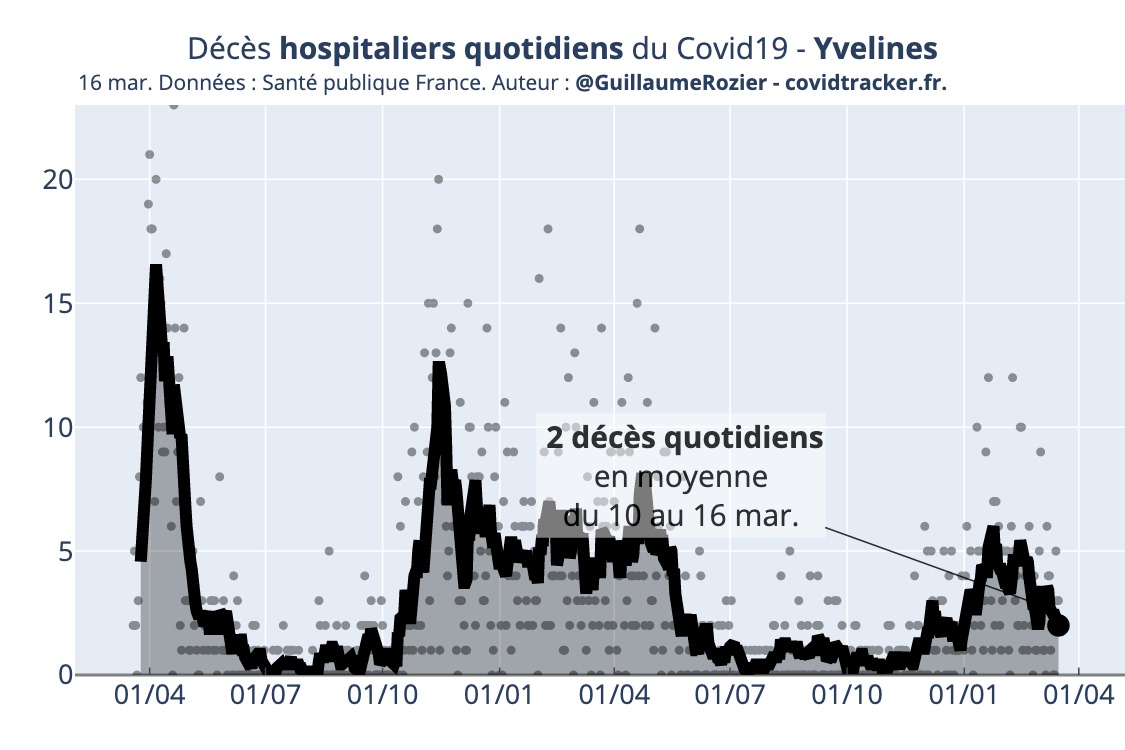 Décès hospitaliers quotidiens du Covid19 - Yvelines
16 mar. Données : Santé publique France. Auteur : @GuillaumeRozier - covidtracker.fr.
20
15
10
5
0
2 décès quotidiens
en moyenne
du 10 au 16 mar.
01/04 01/07 01/10 01/01 01/04 01/07 01/10 01/01 01/04